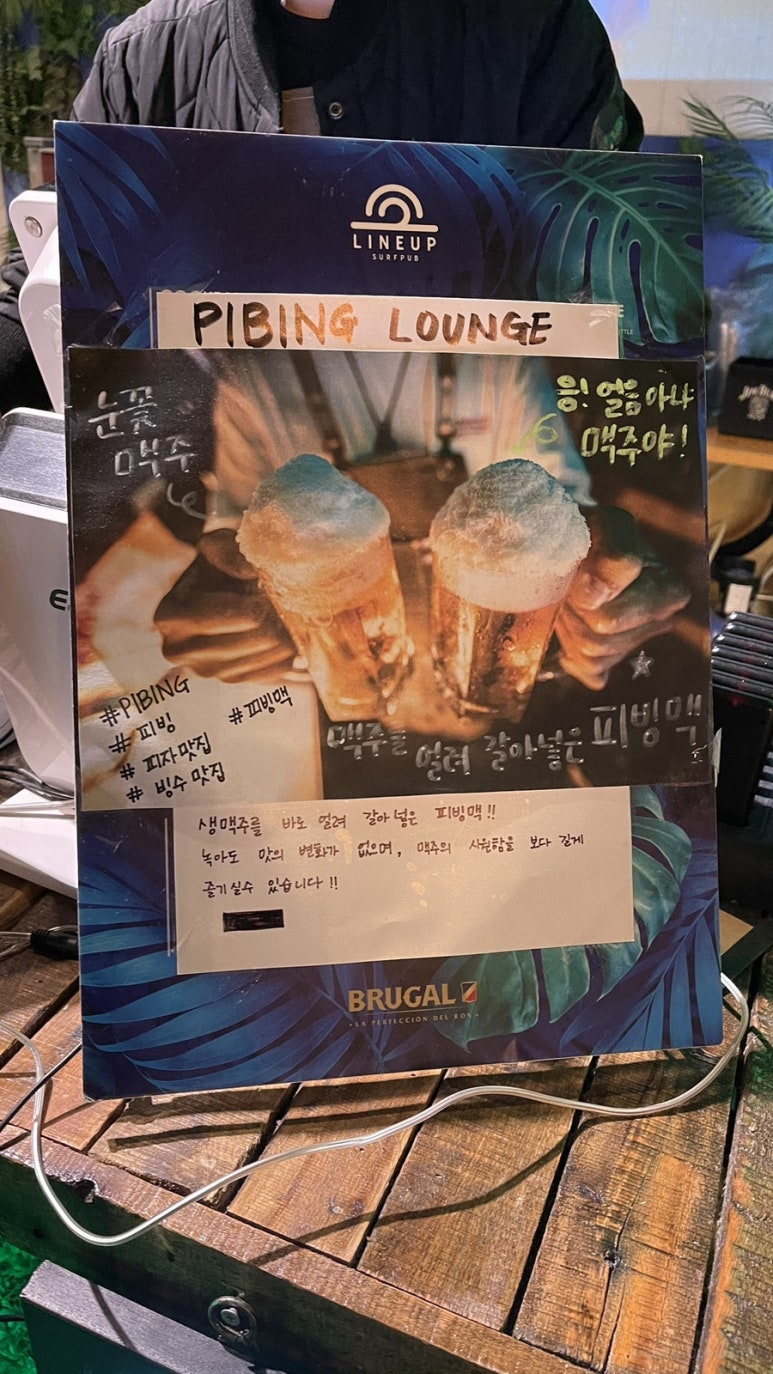 LINEUP
SURFPUB
PIBING LOUNGE
눈꽃
맥주
응! 얼음 아냐
맥주야!
#PIBING
#피빙
#피빙맥
#피자맛집
#빙수맛집
맥주를 얼려 갈아넣은 피빙맥
생맥주를 바로 얼려 갈아 넣은 피빙맥!!
녹아도 맛의 변화가 없으며, 맥주의 시원함을 보다 길게
즐기실수 있습니다!!
BRUGAL
LA PERFECCIÓN DEL RON